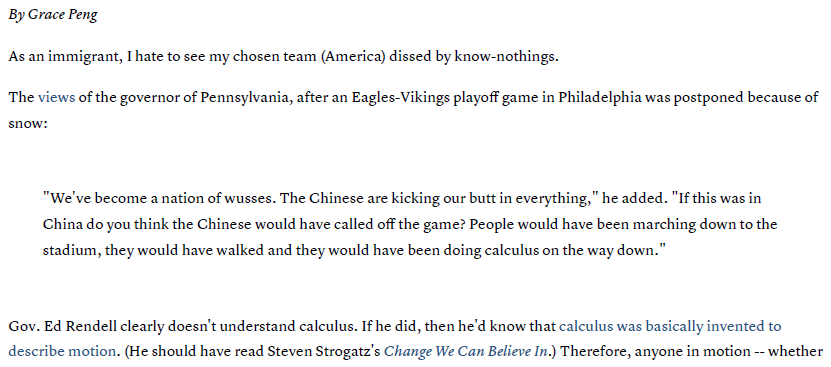 By Grace Peng
As an immigrant, I hate to see my chosen team (America) dissed by know-nothings.
The views of the governor of Pennsylvania, after an Eagles-Vikings playoff game in Philadelphia was postponed because of
snow:
"We've become a nation of wusses. The Chinese are kicking our butt in everything," he added. "If this was in
China do you think the Chinese would have called off the game? People would have been marching down to the
stadium, they would have walked and they would have been doing calculus on the way down."
Gov. Ed Rendell clearly doesn't understand calculus. If he did, then he'd know that calculus was basically invented to
describe motion. (He should have read Steven Strogatz's Change We Can Believe In.) Therefore, anyone in motion -- whether